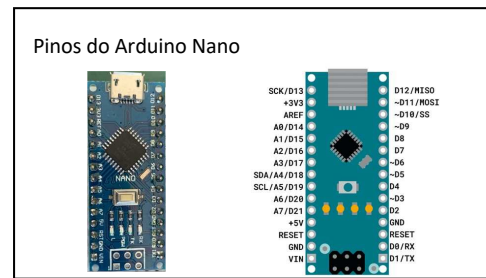 Pinos do Arduino Nano
NANO
SCK/D13
+3V3
AREF
A0/D14
A1/D15
A2/D16
A3/D17
SDA/A4/D18
SCL/A5/D19
A6/D20
A7/D21
+5V
RESET
GND
VIN
D12/MISO
~D11/MOSI
~D10/SS
~D9
D8
D7
~D6
~D5
D4
~D3
D2
GND
RESET
D0/RX
D1/TX